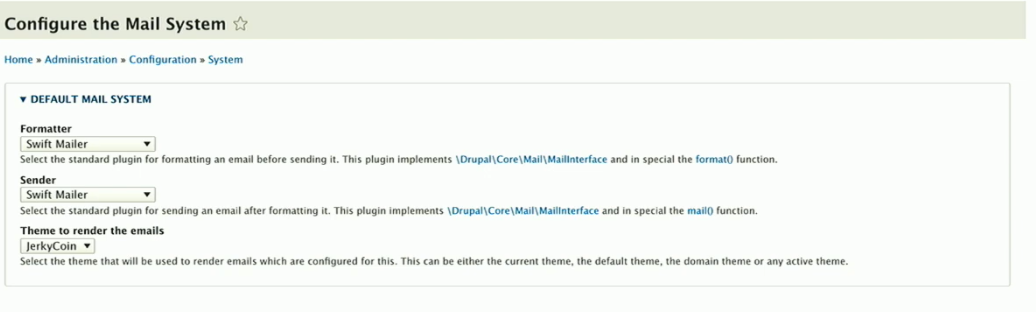 Configure the Mail System
Home » Administration » Configuration » System
▼ DEFAULT MAIL SYSTEM
Formatter
Swift Mailer
Select the standard plugin for formatting an email before sending it. This plugin implements \Drupal\Core\Mail\MailInterface and in special the format() function.
Sender
Swift Mailer
Select the standard plugin for sending an email after formatting it. This plugin implements \Drupal\Core\Mail\MailInterface and in special the mail() function.
Theme to render the emails
JerkyCoin
Select the theme that will be used to render emails which are configured for this. This can be either the current theme, the default theme, the domain theme or any active theme.